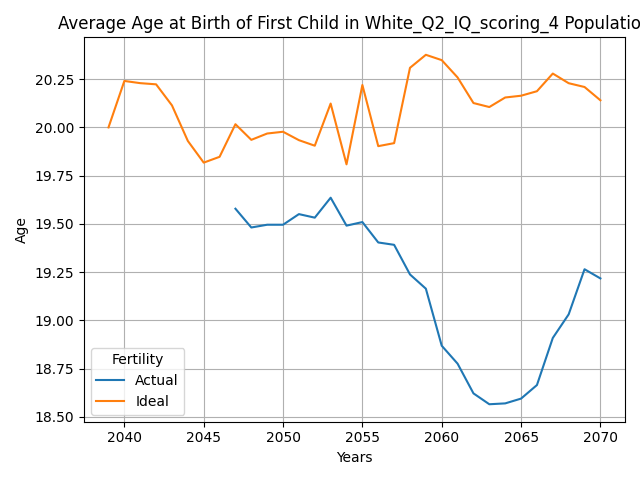 Average Age at Birth of First Child in White_Q2_IQ_scoring_4 Populatio
20.25
20.00
19.75
19.50
19.25
19.00
18.75
18.50
Age
Fertility
Actual
Ideal
2040 2045 2050 2055 2060 2065 2070
Years